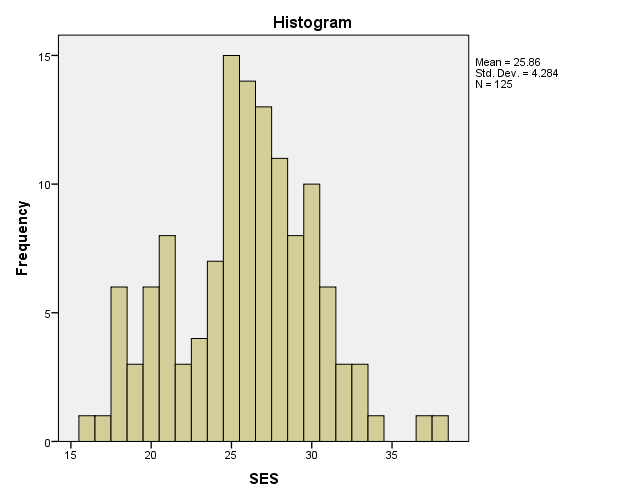 Histogram
Mean = 25.86
Std. Dev. = 4.284
N = 125
15
10
5
0
Frequency
15 20 25 30 35
SES